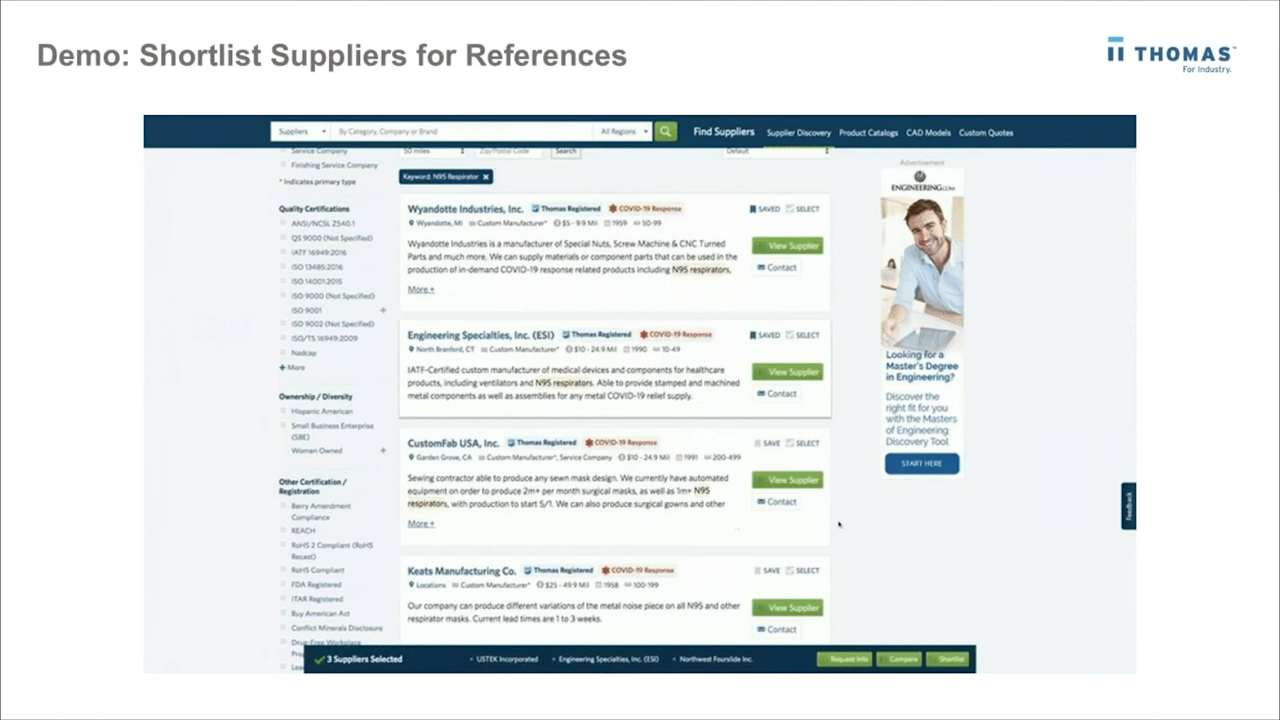 Demo: Shortlist Suppliers for References
THOMAS™
For Industry.
Suppliers
By Category, Company or Brand
All Regions
Find Suppliers
Supplier Discovery
Product Catalogs
CAD Models
Custom Quotes
Service Company
Finishing Service Company
* Indicates primary type
Quality Certifications
ANSI/NCSL Z540.1
QS 9000 (Not Specified)
IATF 16949:2016
ISO 13485:2016
ISO 14001:2015
ISO 9000 (Not Specified)
ISO 9001 +
ISO 9002 (Not Specified)
ISO/TS 16949:2009
Nadcap
+ More
Ownership / Diversity
Hispanic American
Small Business Enterprise
(SBE)
Woman Owned +
Other Certification /
Registration
Berry Amendment
Compliance
REACH
RoHS 2 Compliant (RoHS
Recast)
RoHS Compliant
FDA Registered
ITAR Registered
Buy American Act
Conflict Minerals Disclosure
Drug-Free Workplace
50 miles
Zip/Postal Code
Search
Default
Keyword: N95 Respirator ×
Wyandotte Industries, Inc. Thomas Registered COVID-19 Response SAVED SELECT
Wyandotte, MI Custom Manufacturer* $5 - 9.9 Mil 1959 50-99
Wyandotte Industries is a manufacturer of Special Nuts, Screw Machine & CNC Turned
Parts and much more. We can supply materials or component parts that can be used in the
production of in-demand COVID-19 response related products including N95 respirators,
More +
View Supplier
Contact
Engineering Specialties, Inc. (ESI) Thomas Registered COVID-19 Response SAVED SELECT
North Branford, CT Custom Manufacturer* $10 - 24.9 Mil 1990 10-49
IATF-Certified custom manufacturer of medical devices and components for healthcare
products, including ventilators and N95 respirators. Able to provide stamped and machined
metal components as well as assemblies for any metal COVID-19 relief supply.
View Supplier
Contact
CustomFab USA, Inc. Thomas Registered COVID-19 Response SAVE SELECT
Garden Grove, CA Custom Manufacturer*, Service Company $10 - 24.9 Mil 1991 200-499
Sewing contractor able to produce any sewn mask design. We currently have automated
equipment on order to produce 2m+ per month surgical masks, as well as 1m+ N95
respirators, with production to start 5/1. We can also produce surgical gowns and other
More +
View Supplier
Contact
Keats Manufacturing Co. Thomas Registered COVID-19 Response SAVE SELECT
Locations Custom Manufacturer* $25 - 49.9 Mil 1958 100-199
Our company can produce different variations of the metal noise piece on all N95 and other
respirator masks. Current lead times are 1 to 3 weeks.
View Supplier
Contact
Advertisement
ENGINEERING.COM
Looking for a
Master's Degree
in Engineering?
Discover the
right fit for you
with the Masters
of Engineering
Discovery Tool
START HERE
Feedback
3 Suppliers Selected
USTEK Incorporated
Engineering Specialties, Inc. (ESI)
Northwest Fourslide Inc.
Request Info
Compare
Shortlist